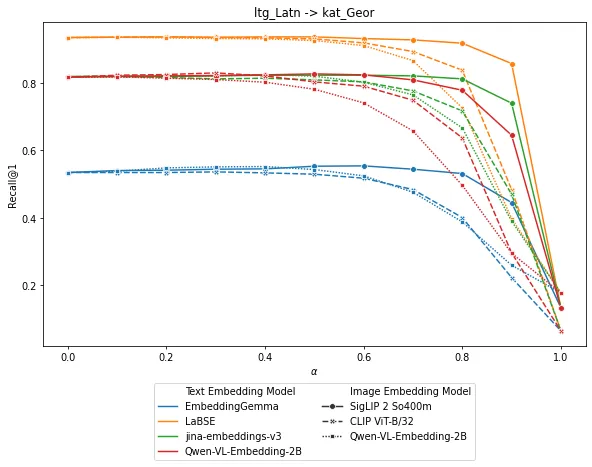 ltg_Latn -> kat_Geor
Recall@1
0.8
0.6
0.4
0.2
0.0 0.2 0.4 0.6 0.8 1.0
α
Text Embedding Model Image Embedding Model
EmbeddingGemma SigLIP 2 So400m
LaBSE CLIP ViT-B/32
jina-embeddings-v3 Qwen-VL-Embedding-2B
Qwen-VL-Embedding-2B